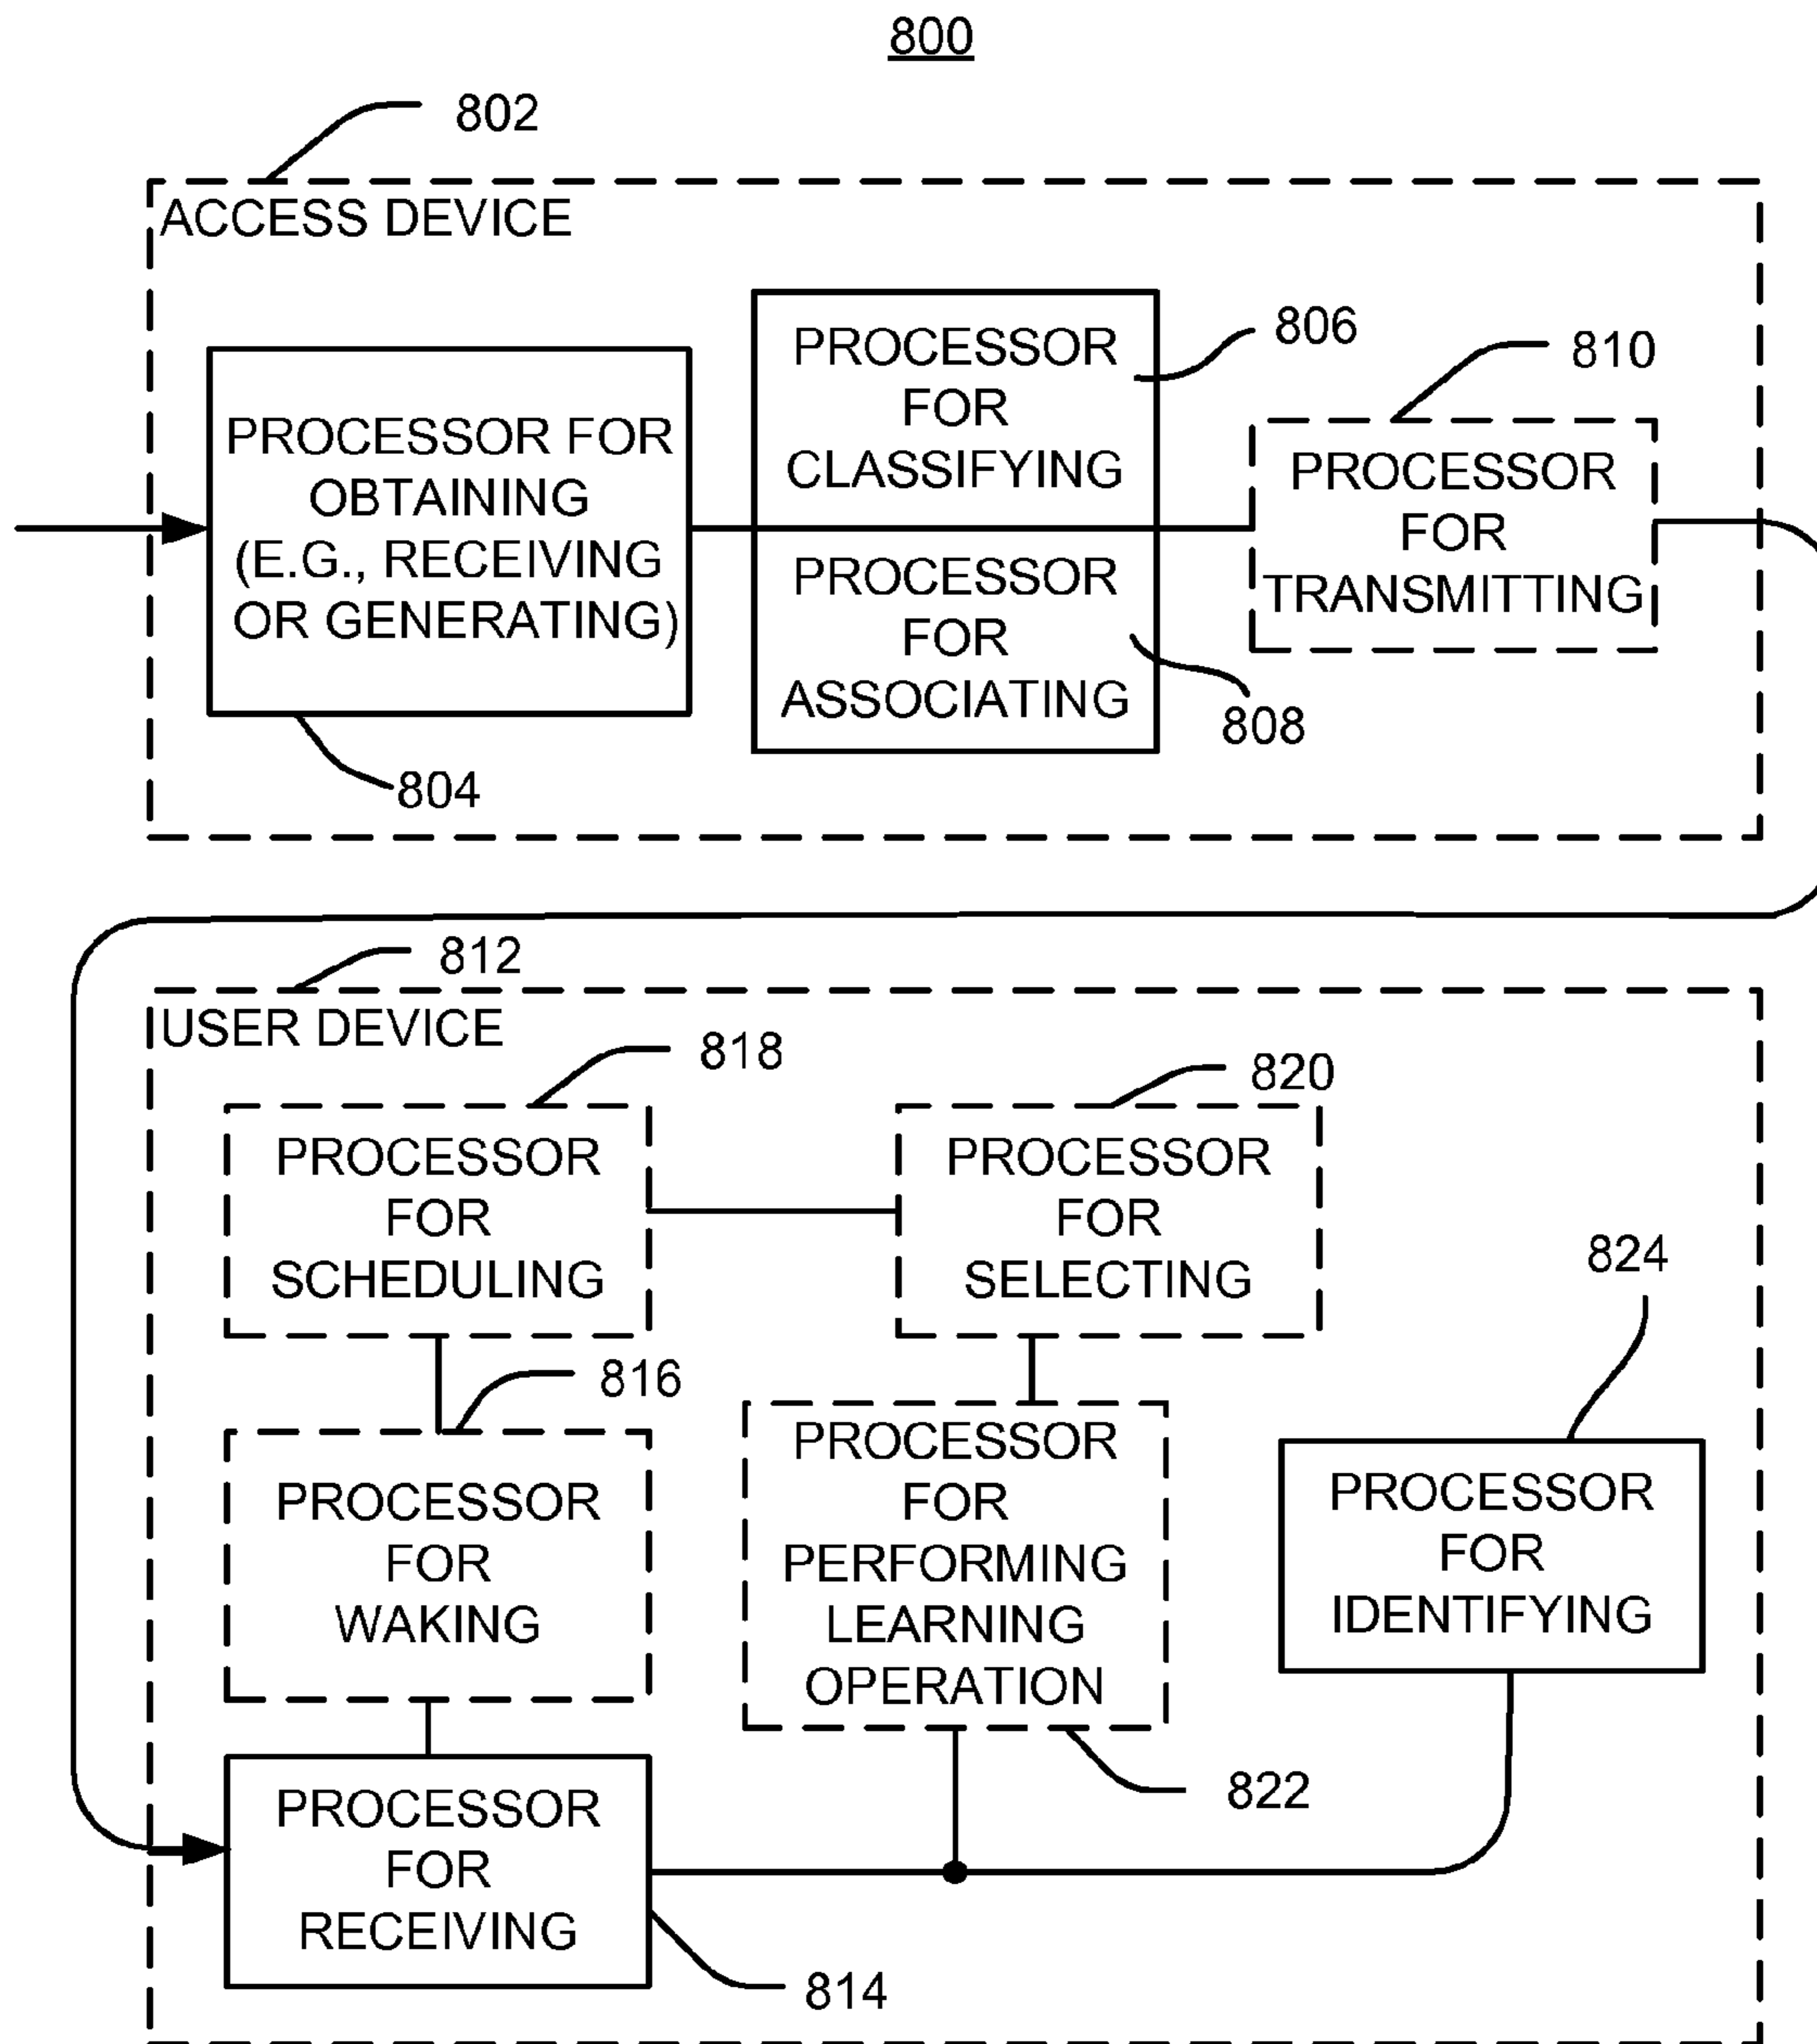 800
802
ACCESS DEVICE
PROCESSOR FOR
OBTAINING
(E.G., RECEIVING
OR GENERATING)
804
PROCESSOR
FOR
CLASSIFYING
806
PROCESSOR
FOR
ASSOCIATING
808
810
PROCESSOR
FOR
TRANSMITTING
812
USER DEVICE
818
PROCESSOR
FOR
SCHEDULING
820
PROCESSOR
FOR
SELECTING
816
PROCESSOR
FOR
WAKING
PROCESSOR
FOR
PERFORMING
LEARNING
OPERATION
822
824
PROCESSOR
FOR
IDENTIFYING
PROCESSOR
FOR
RECEIVING
814